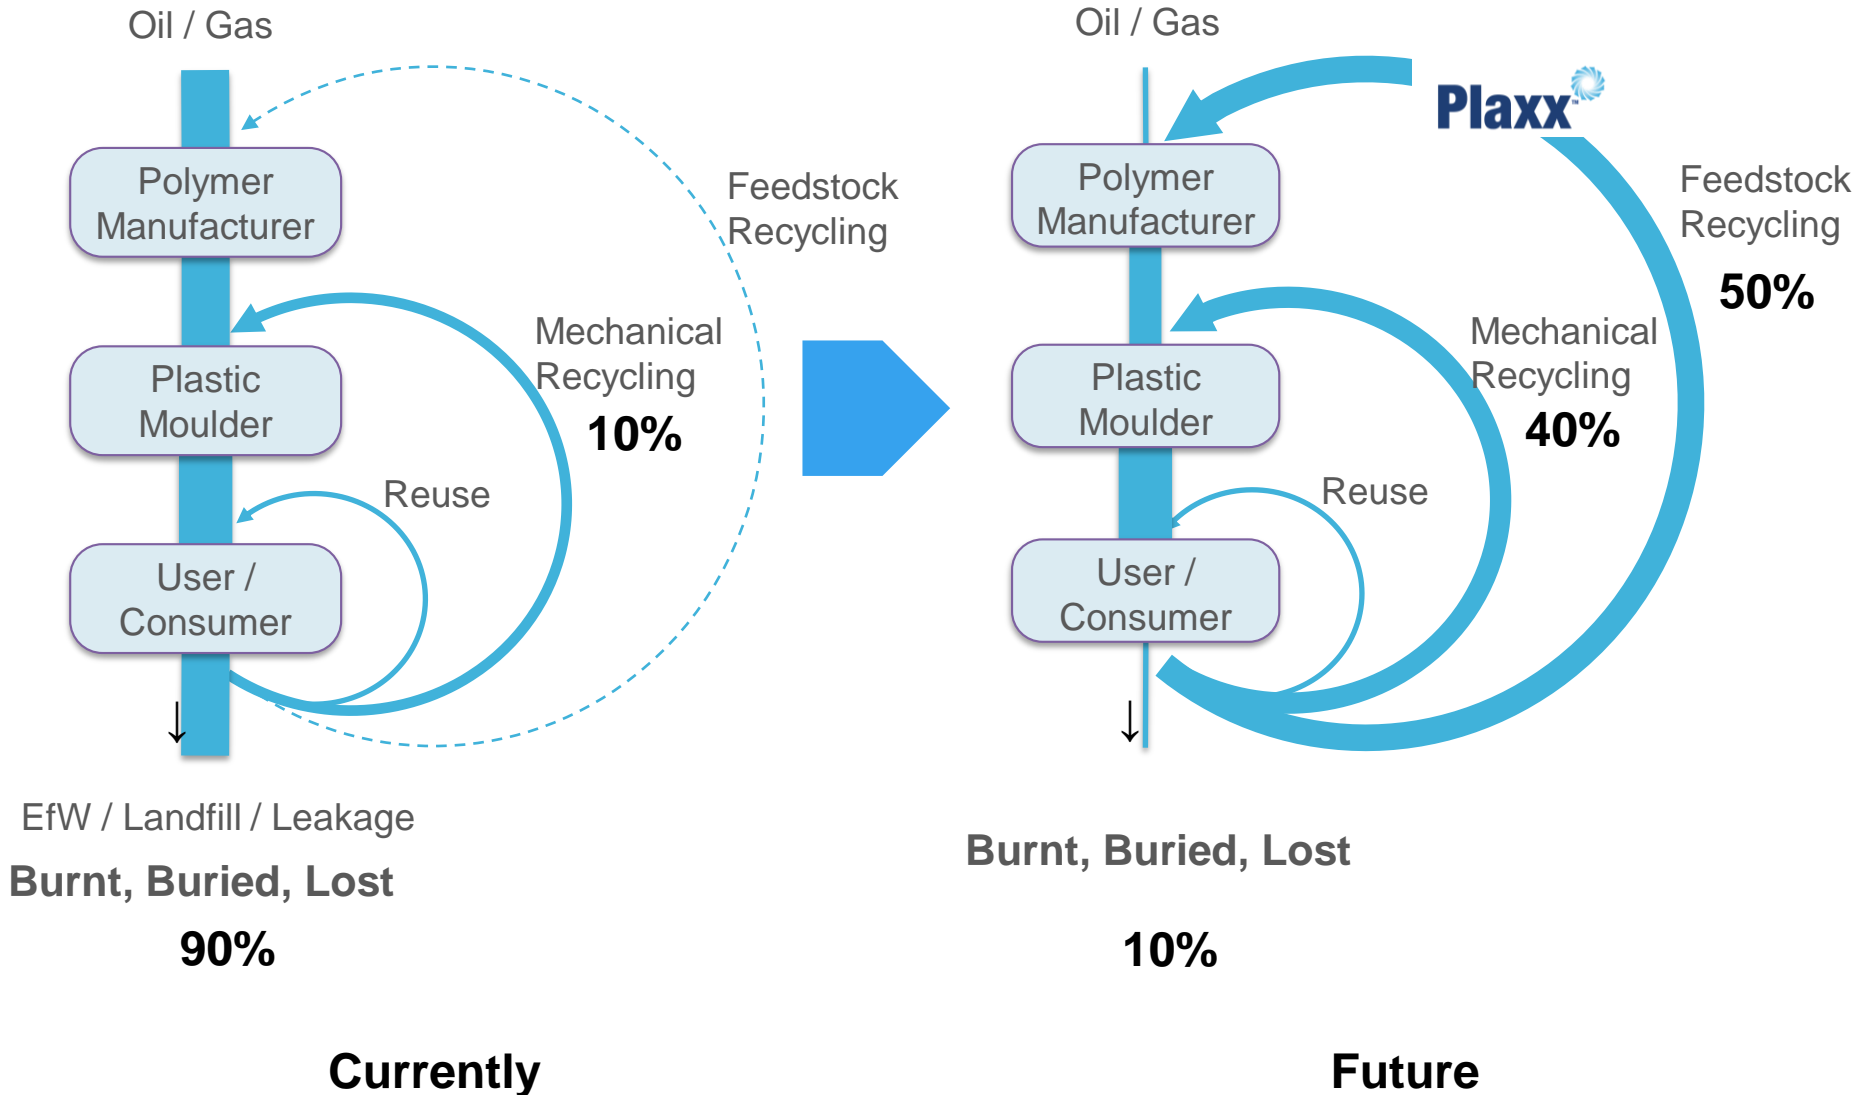 Oil / Gas
Polymer
Manufacturer
Feedstock
Recycling
Mechanical
Recycling
10%
Plastic
Moulder
Reuse
User /
Consumer
↓
EfW / Landfill / Leakage
Burnt, Buried, Lost
90%
Currently
Oil / Gas
Plaxx™
Polymer
Manufacturer
Feedstock
Recycling
50%
Mechanical
Recycling
40%
Plastic
Moulder
Reuse
User /
Consumer
↓
Burnt, Buried, Lost
10%
Future